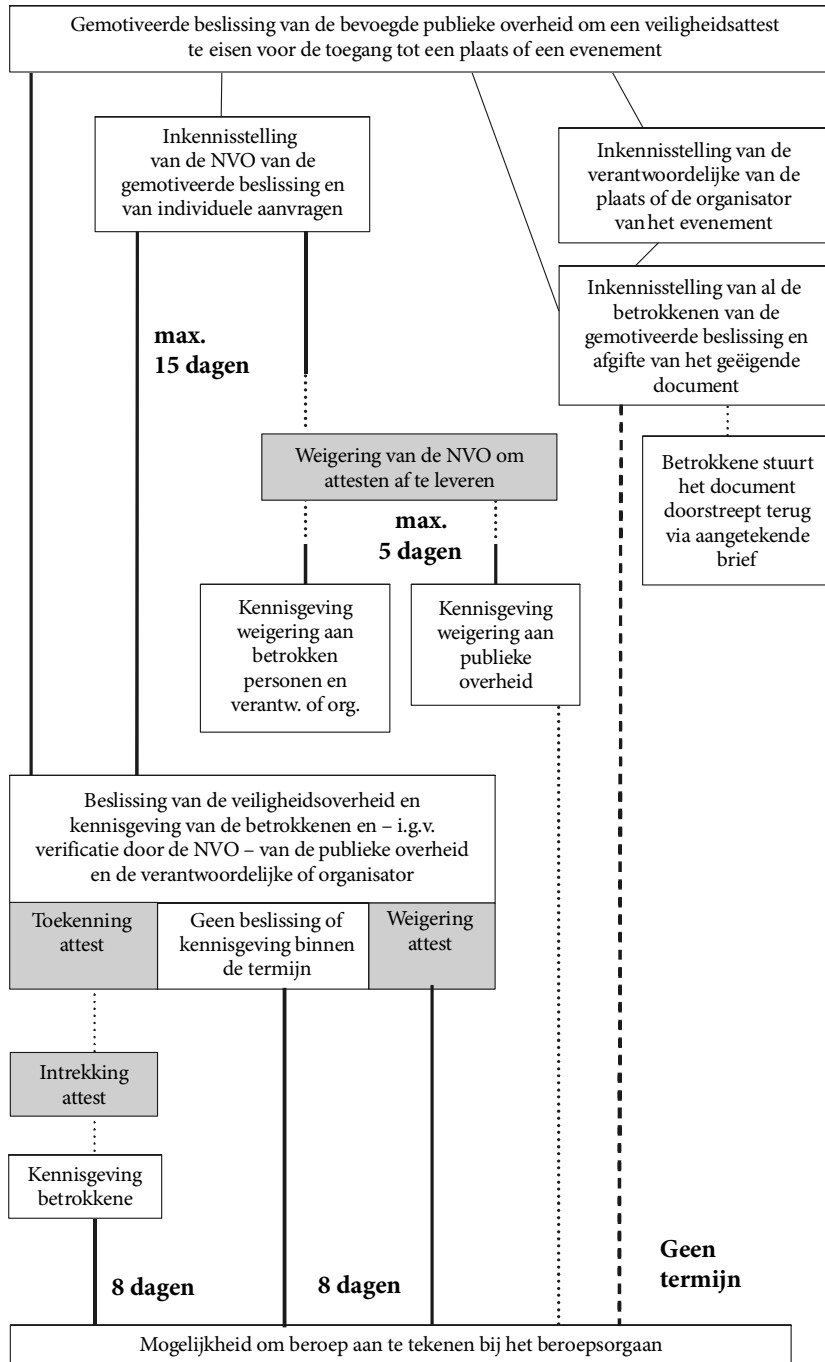 Gemotiveerde beslissing van de bevoegde publieke overheid om een veiligheidsattest
te eisen voor de toegang tot een plaats of een evenement
Inkennisstelling
van de NVO van de
gemotiveerde beslissing en
van individuele aanvragen
Inkennisstelling van de
verantwoordelijke van de
plaats of de organisator
van het evenement
Inkennisstelling van al de
betrokkenen van de
gemotiveerde beslissing en
afgifte van het geëigende
document
max.
15 dagen
Weigering van de NVO om
attesten af te leveren
Betrokkene stuurt
het document
doorstreept terug
via aangetekende
brief
max.
5 dagen
Kennisgeving
weigering aan
betrokken
personen en
verantw. of org.
Kennisgeving
weigering aan
publieke
overheid
Beslissing van de veiligheidsoverheid en
kennisgeving van de betrokkenen en – i.g.v.
verificatie door de NVO – van de publieke overheid
en de verantwoordelijke of organisator
Toekenning
attest
Geen beslissing of
kennisgeving binnen
de termijn
Weigering
attest
Intrekking
attest
Kennisgeving
betrokkene
8 dagen
8 dagen
Geen
termijn
Mogelijkheid om beroep aan te tekenen bij het beroepsorgaan